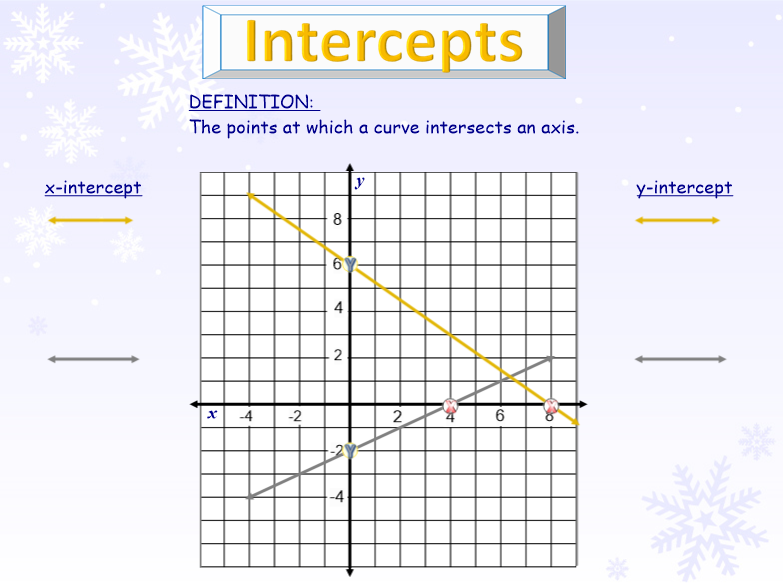 Intercepts
DEFINITION:
The points at which a curve intersects an axis.
x-intercept
y-intercept
y
8
6 Y
4
2
x -4 -2 2 4 6 8
X X
-2 Y
-4